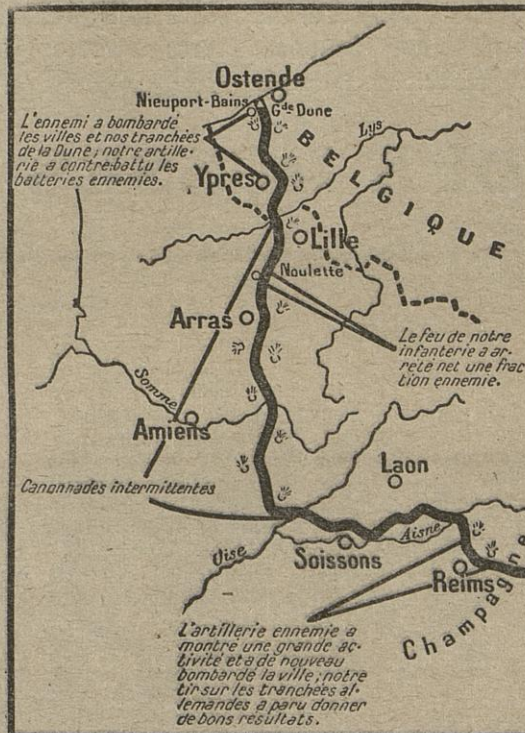 Ostende
Nieuport-Bains
Gde Dune
L'ennemi a bombardé
les villes et nos tranchées
de la Dune; notre artille-
rie a contre-battu les
batteries ennemies.
Lys
BELGIQUE
Ypres
Lille
Noulette
Arras
Le feu de notre
infanterie a ar-
rêté net une frac
tion ennemie.
Somme
Amiens
Laon
Canonnades intermittentes
Oise
Aisne
Soissons
Reims
Champagne
L'artillerie ennemie a
montré une grande ac-
tivité et a de nouveau
bombardé la ville; notre
tir sur les tranchées al-
lemandes a paru donner
de bons résultats.